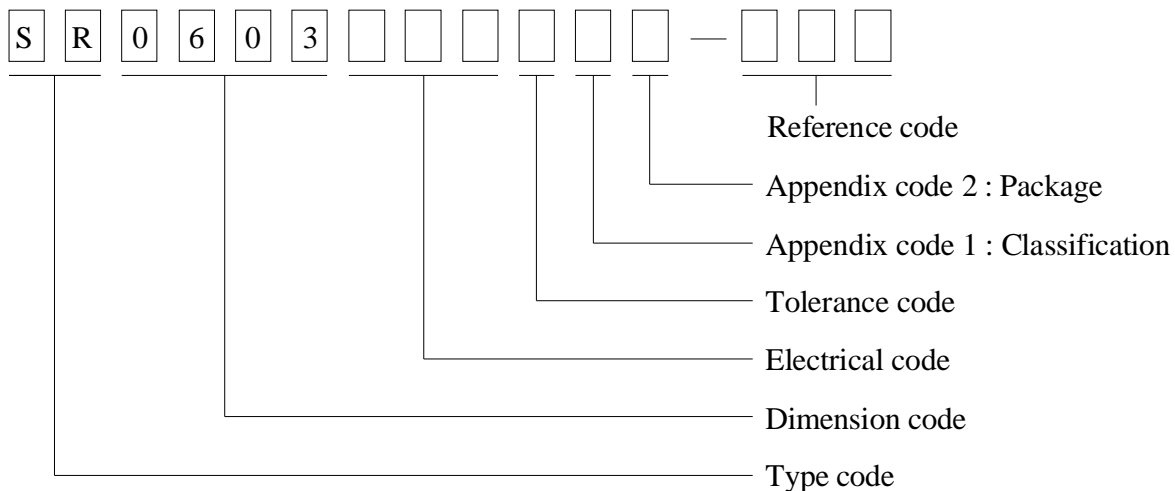 S R 0 6 0 3 —
Reference code
Appendix code 2 : Package
Appendix code 1 : Classification
Tolerance code
Electrical code
Dimension code
Type code